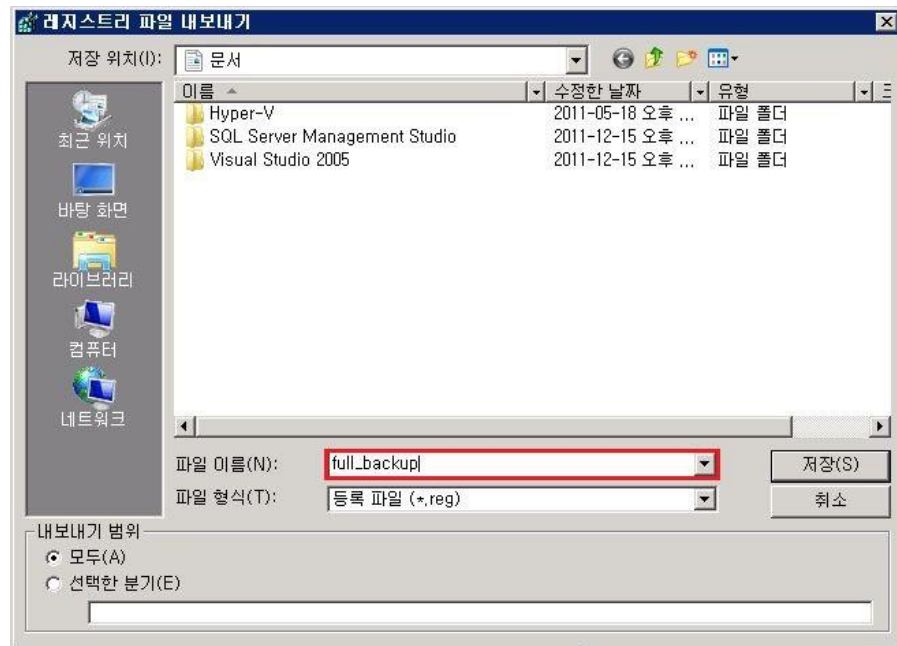 레지스트리 파일 내보내기
저장 위치(I):
문서
이름
수정한 날짜
유형
Hyper-V
2011-05-18 오후 ...
파일 폴더
SQL Server Management Studio
2011-12-15 오후 ...
파일 폴더
Visual Studio 2005
2011-12-15 오후 ...
파일 폴더
최근 위치
바탕 화면
라이브러리
컴퓨터
네트워크
파일 이름(N):
full_backup
저장(S)
파일 형식(T):
등록 파일 (*.reg)
취소
내보내기 범위
모두(A)
선택한 분기(E)